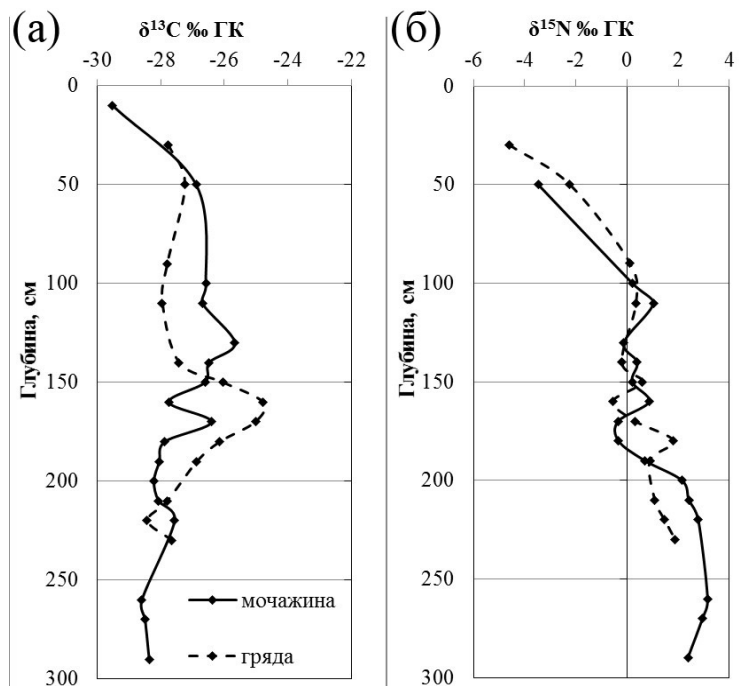 (а)
δ¹³C ‰ ГК
-30 -28 -26 -24 -22
0
50
100
150
200
250
300
Глубина, см
мочажина
гряда
(б)
δ¹⁵N ‰ ГК
-6 -4 -2 0 2 4
0
50
100
150
200
250
300
Глубина, см